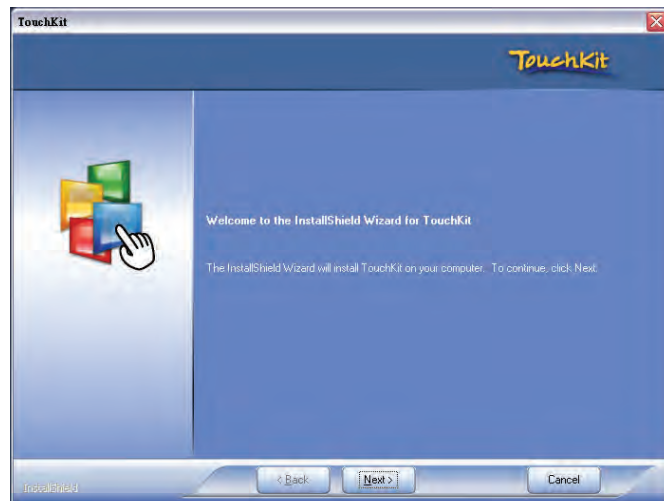 TouchKit
TouchKit
Welcome to the InstallShield Wizard for TouchKit
The InstallShield Wizard will install TouchKit on your computer. To continue, click Next.
InstallShield
< Back
Next >
Cancel